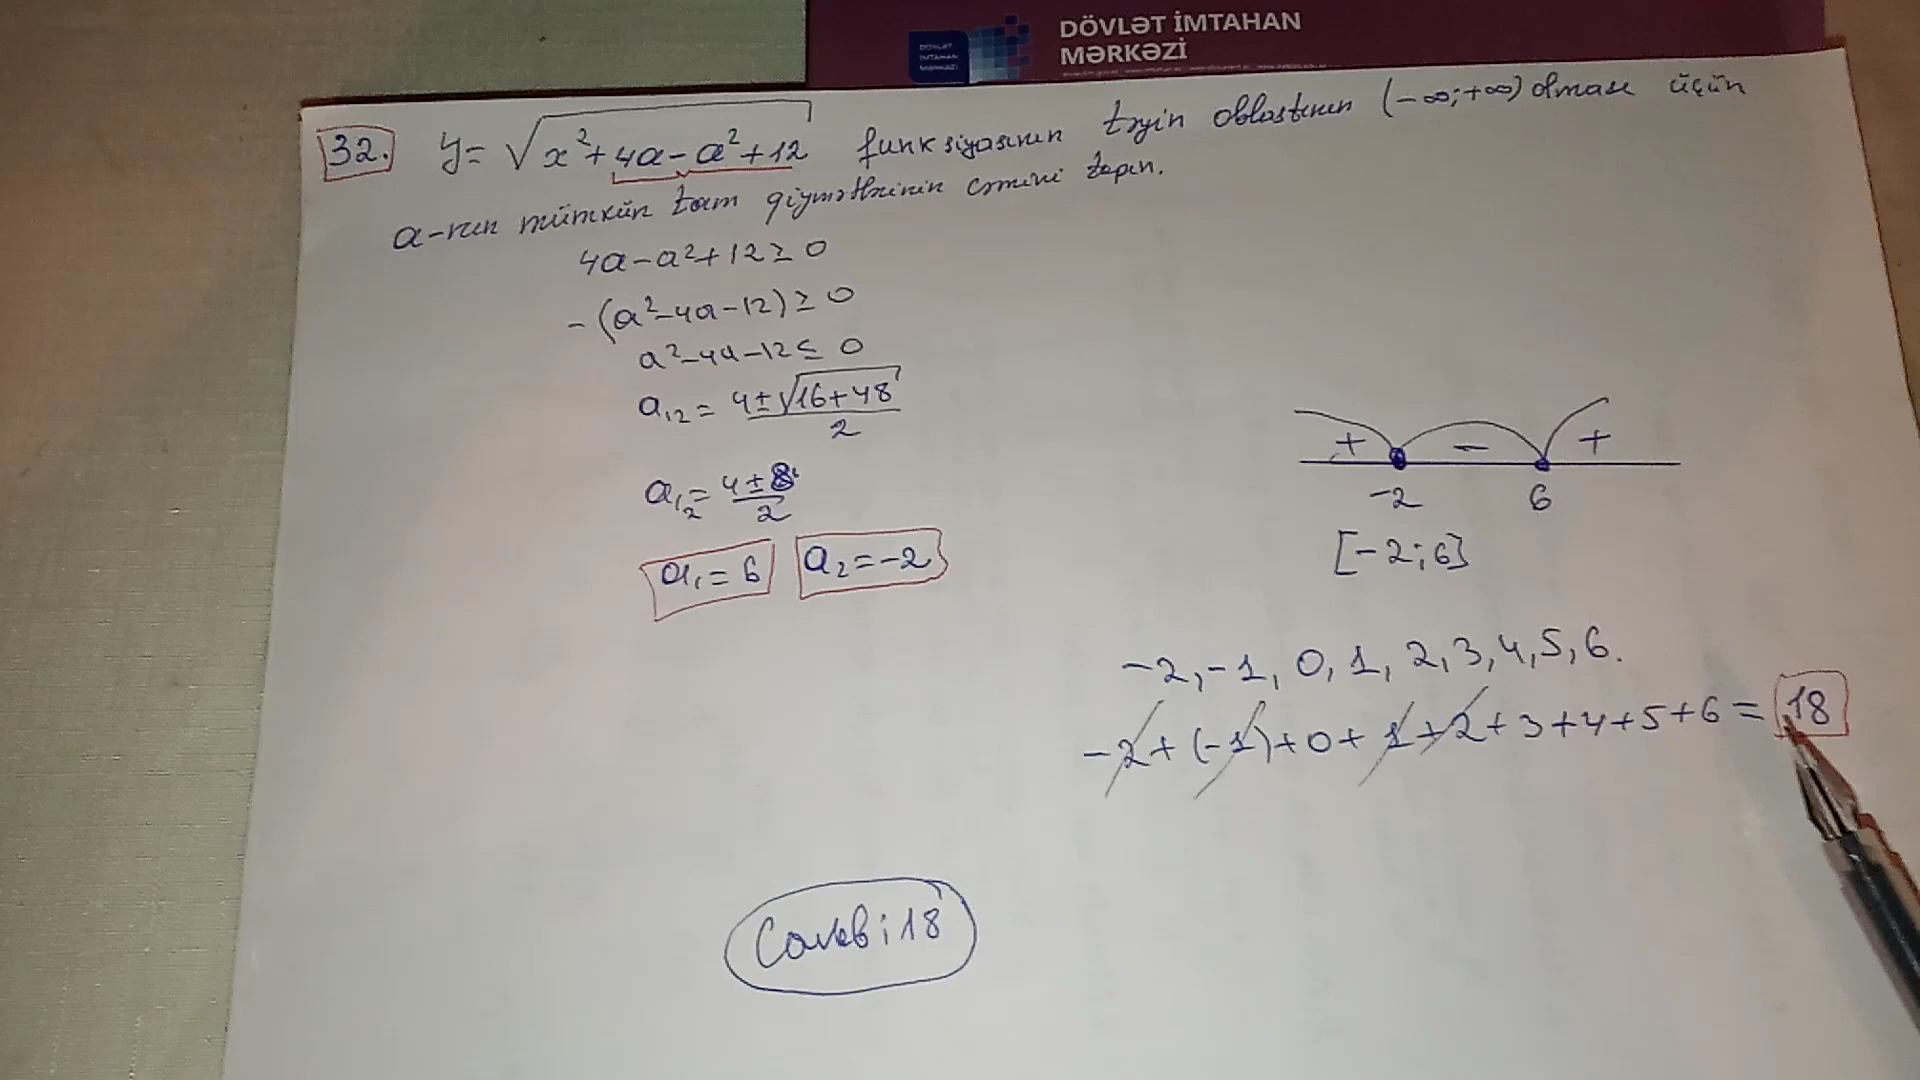 DÖVLƏT İMTAHAN
MƏRKƏZİ
DÖVLƏT
İMTAHAN
MƏRKƏZİ
32. y = √(x² + 4a - a² + 12) funksiyasının təyin oblastının (-∞; +∞) olması üçün
a-nın mümkün tam qiymətlərinin cəmini tapın.
4a - a² + 12 ≥ 0
- (a² - 4a - 12) ≥ 0
a² - 4a - 12 ≤ 0
a₁₂ = (4 ± √(16 + 48))/2
a₁₂ = (4 ± 8)/2
a₁ = 6 a₂ = -2
+ - +
-2 6
[-2; 6]
-2, -1, 0, 1, 2, 3, 4, 5, 6.
-2 + (-1) + 0 + 1 + 2 + 3 + 4 + 5 + 6 = 18
Cavab: 18